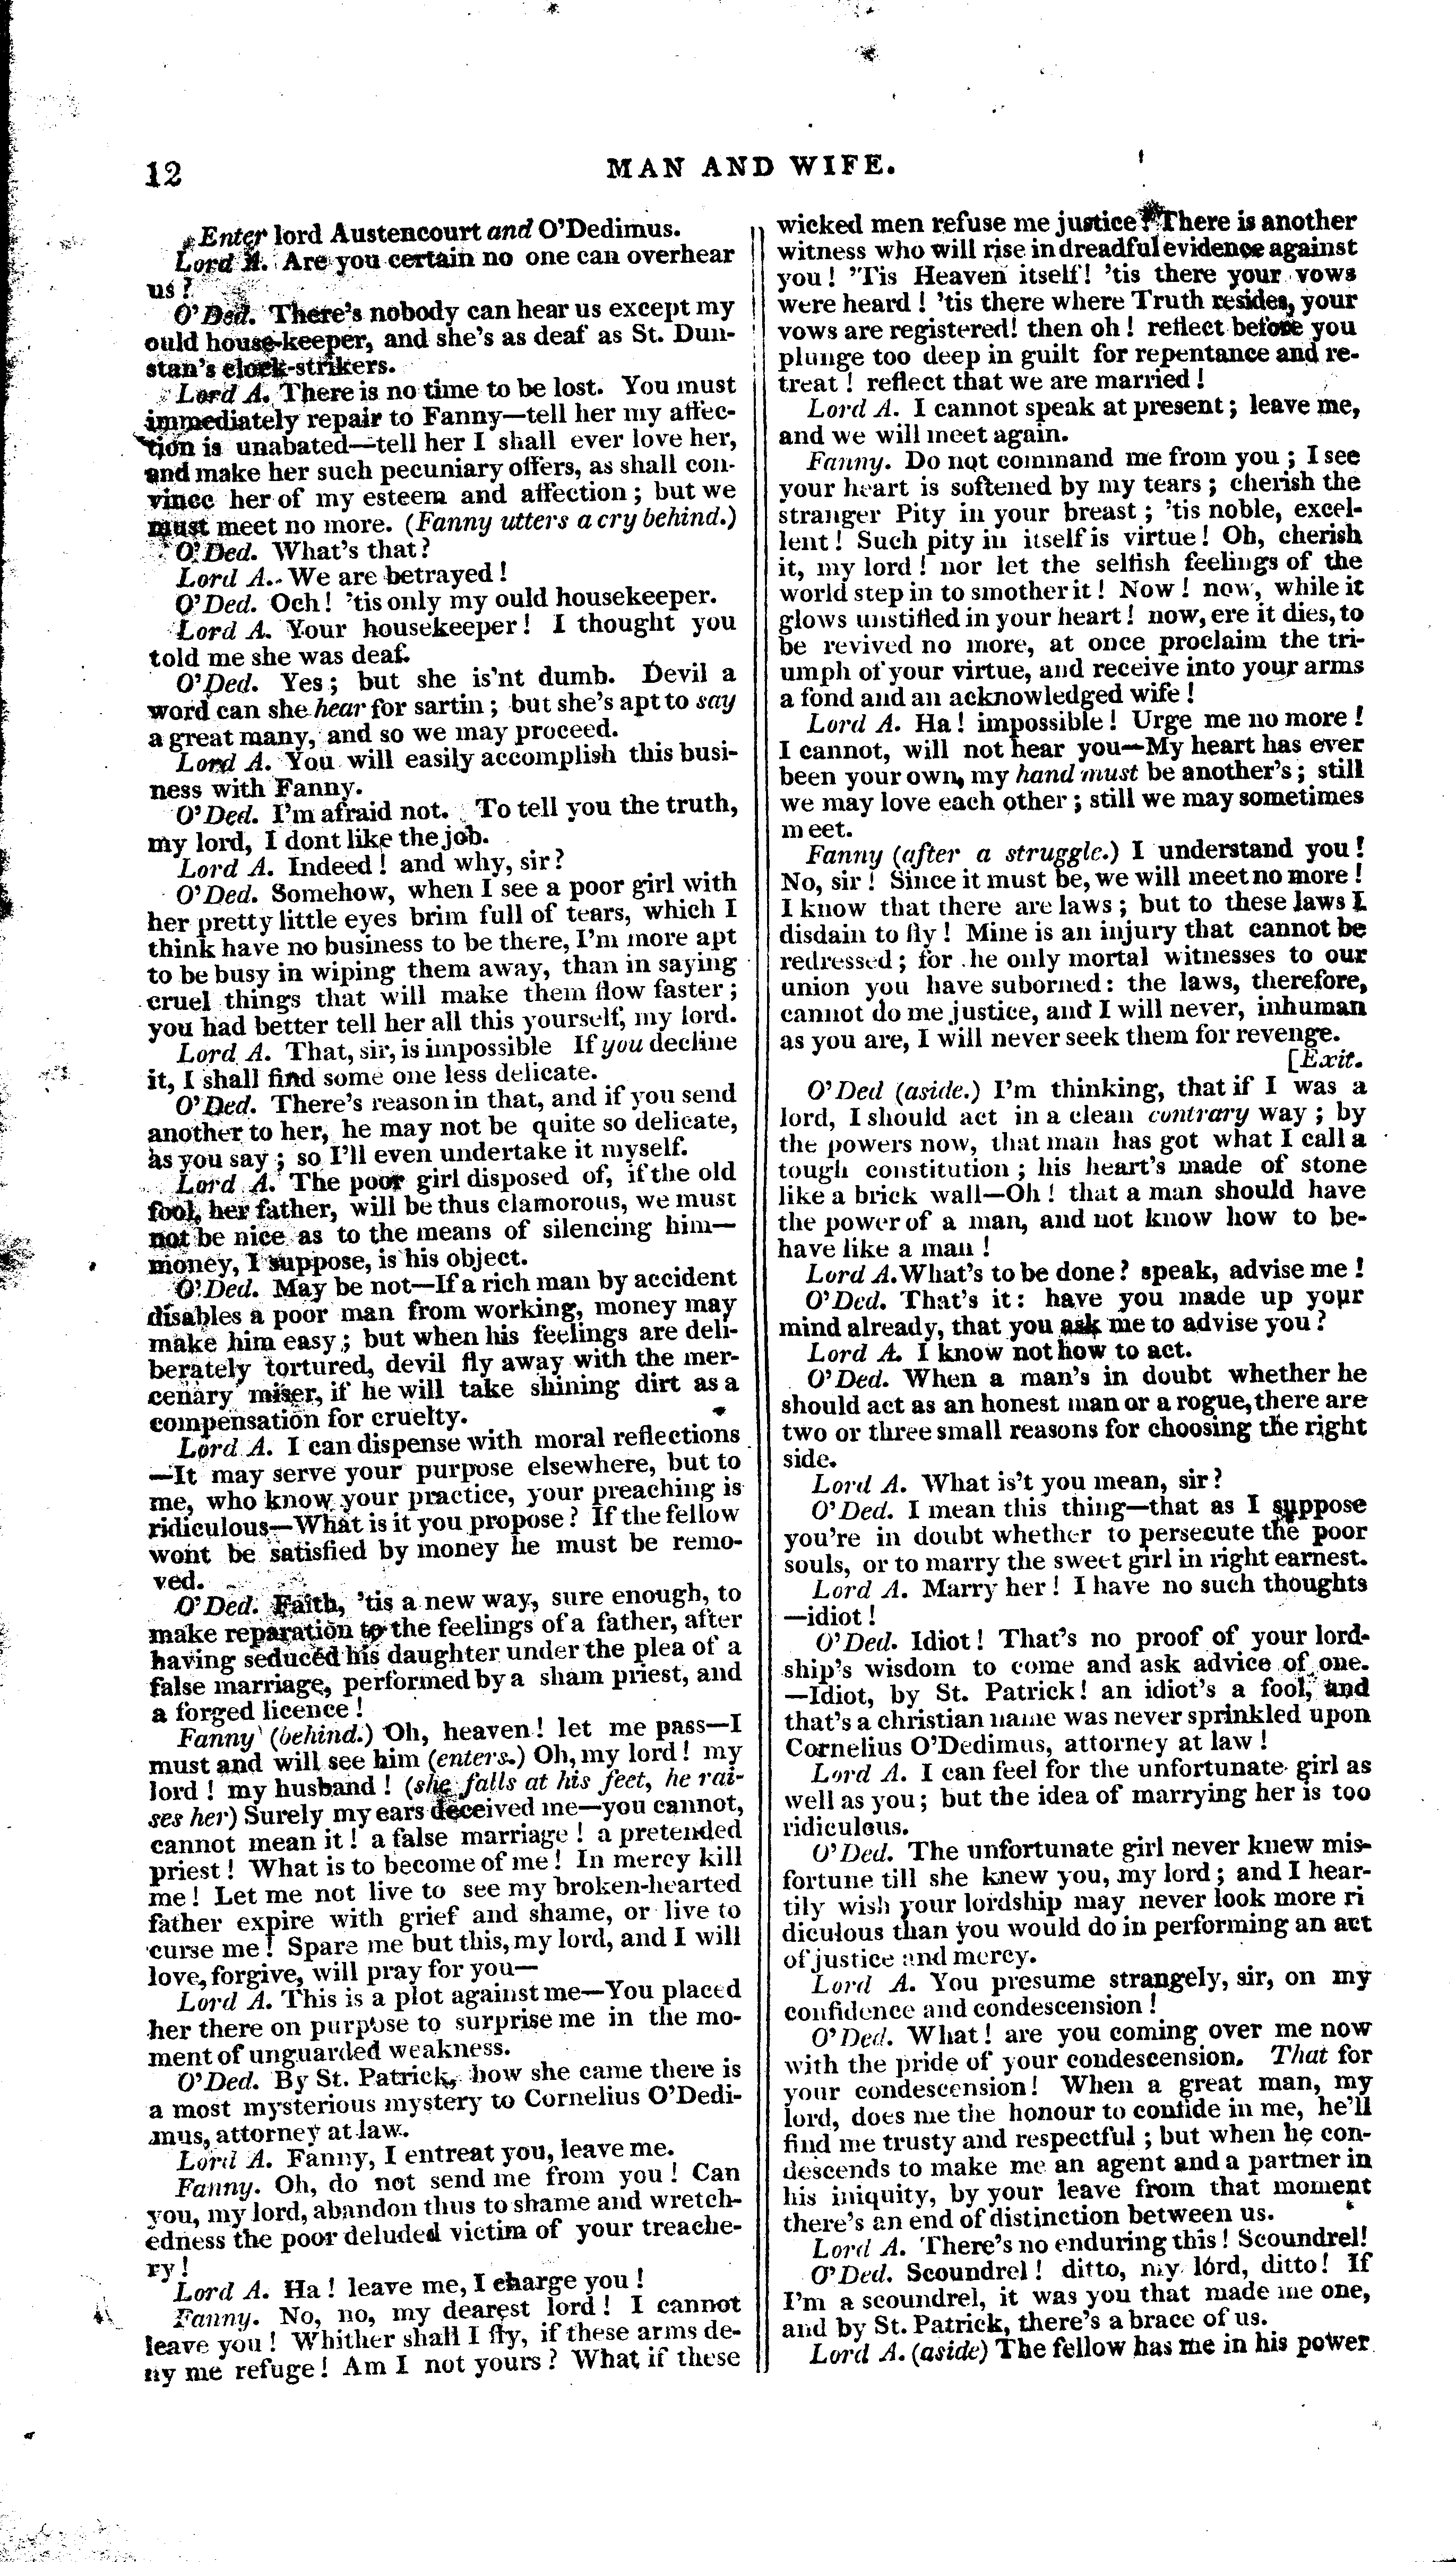 12
MAN AND WIFE.
Enter lord Austencourt and O'Dedimus.
Lord A. Are you certain no one can overhear
us?
O'Ded. There's nobody can hear us except my
ould house-keeper, and she's as deaf as St. Dun-
stan's clock-strikers.
Lord A. There is no time to be lost. You must
immediately repair to Fanny—tell her my affec-
tion is unabated—tell her I shall ever love her,
and make her such pecuniary offers, as shall con-
vince her of my esteem and affection; but we
must meet no more. (Fanny utters a cry behind.)
O'Ded. What's that?
Lord A. We are betrayed!
O'Ded. Och! 'tis only my ould housekeeper.
Lord A. Your housekeeper! I thought you
told me she was deaf.
O'Ded. Yes; but she is'nt dumb. Devil a
word can she hear for sartin; but she's apt to say
a great many, and so we may proceed.
Lord A. You will easily accomplish this busi-
ness with Fanny.
O'Ded. I'm afraid not. To tell you the truth,
my lord, I dont like the job.
Lord A. Indeed! and why, sir?
O'Ded. Somehow, when I see a poor girl with
her pretty little eyes brim full of tears, which I
think have no business to be there, I'm more apt
to be busy in wiping them away, than in saying
cruel things that will make them flow faster;
you had better tell her all this yourself, my lord.
Lord A. That, sir, is impossible If you decline
it, I shall find some one less delicate.
O'Ded. There's reason in that, and if you send
another to her, he may not be quite so delicate,
as you say; so I'll even undertake it myself.
Lord A. The poor girl disposed of, if the old
fool, her father, will be thus clamorous, we must
not be nice as to the means of silencing him—
money, I suppose, is his object.
O'Ded. May be not—If a rich man by accident
disables a poor man from working, money may
make him easy; but when his feelings are deli-
berately tortured, devil fly away with the mer-
cenary miser, if he will take shining dirt as a
compensation for cruelty.
Lord A. I can dispense with moral reflections
—It may serve your purpose elsewhere, but to
me, who know your practice, your preaching is
ridiculous—What is it you propose? If the fellow
wont be satisfied by money he must be remo-
ved.
O'Ded. Faith, 'tis a new way, sure enough, to
make reparation to the feelings of a father, after
having seduced his daughter under the plea of a
false marriage, performed by a sham priest, and
a forged licence!
Fanny (behind.) Oh, heaven! let me pass—I
must and will see him (enters.) Oh, my lord! my
lord! my husband! (she falls at his feet, he rai-
ses her) Surely my ears deceived me—you cannot,
cannot mean it! a false marriage! a pretended
priest! What is to become of me! In mercy kill
me! Let me not live to see my broken-hearted
father expire with grief and shame, or live to
curse me! Spare me but this, my lord, and I will
love, forgive, will pray for you—
Lord A. This is a plot against me—You placed
her there on purpose to surprise me in the mo-
ment of unguarded weakness.
O'Ded. By St. Patrick, how she came there is
a most mysterious mystery to Cornelius O'Dedi-
mus, attorney at law.
Lord A. Fanny, I entreat you, leave me.
Fanny. Oh, do not send me from you! Can
you, my lord, abandon thus to shame and wretch-
edness the poor deluded victim of your treache-
ry!
Lord A. Ha! leave me, I charge you!
Fanny. No, no, my dearest lord! I cannot
leave you! Whither shall I fly, if these arms de-
ny me refuge! Am I not yours? What if these
wicked men refuse me justice? There is another
witness who will rise in dreadful evidence against
you! 'Tis Heaven itself! 'tis there your vows
were heard! 'tis there where Truth resides, your
vows are registered! then oh! reflect before you
plunge too deep in guilt for repentance and re-
treat! reflect that we are married!
Lord A. I cannot speak at present; leave me,
and we will meet again.
Fanny. Do not command me from you; I see
your heart is softened by my tears; cherish the
stranger Pity in your breast; 'tis noble, excel-
lent! Such pity in itself is virtue! Oh, cherish
it, my lord! nor let the selfish feelings of the
world step in to smother it! Now! now, while it
glows unstifled in your heart! now, ere it dies, to
be revived no more, at once proclaim the tri-
umph of your virtue, and receive into your arms
a fond and an acknowledged wife!
Lord A. Ha! impossible! Urge me no more!
I cannot, will not hear you—My heart has ever
been your own, my hand must be another's; still
we may love each other; still we may sometimes
meet.
Fanny (after a struggle.) I understand you!
No, sir! Since it must be, we will meet no more!
I know that there are laws; but to these laws I
disdain to fly! Mine is an injury that cannot be
redressed; for he only mortal witnesses to our
union you have suborned: the laws, therefore,
cannot do me justice, and I will never, inhuman
as you are, I will never seek them for revenge.
[Exit.
O'Ded (aside.) I'm thinking, that if I was a
lord, I should act in a clean contrary way; by
the powers now, that man has got what I call a
tough constitution; his heart's made of stone
like a brick wall—Oh! that a man should have
the power of a man, and not know how to be-
have like a man!
Lord A. What's to be done? speak, advise me!
O'Ded. That's it: have you made up your
mind already, that you ask me to advise you?
Lord A. I know not how to act.
O'Ded. When a man's in doubt whether he
should act as an honest man or a rogue, there are
two or three small reasons for choosing the right
side.
Lord A. What is't you mean, sir?
O'Ded. I mean this thing—that as I suppose
you're in doubt whether to persecute the poor
souls, or to marry the sweet girl in right earnest.
Lord A. Marry her! I have no such thoughts
—idiot!
O'Ded. Idiot! That's no proof of your lord-
ship's wisdom to come and ask advice of one.
—Idiot, by St. Patrick! an idiot's a fool, and
that's a christian name was never sprinkled upon
Cornelius O'Dedimus, attorney at law!
Lord A. I can feel for the unfortunate girl as
well as you; but the idea of marrying her is too
ridiculous.
O'Ded. The unfortunate girl never knew mis-
fortune till she knew you, my lord; and I hear-
tily wish your lordship may never look more ri
diculous than you would do in performing an act
of justice and mercy.
Lord A. You presume strangely, sir, on my
confidence and condescension!
O'Ded. What! are you coming over me now
with the pride of your condescension. That for
your condescension! When a great man, my
lord, does me the honour to confide in me, he'll
find me trusty and respectful; but when he con-
descends to make me an agent and a partner in
his iniquity, by your leave from that moment
there's an end of distinction between us.
Lord A. There's no enduring this! Scoundrel!
O'Ded. Scoundrel! ditto, my lord, ditto! If
I'm a scoundrel, it was you that made me one,
and by St. Patrick, there's a brace of us.
Lord A. (aside) The fellow has me in his power